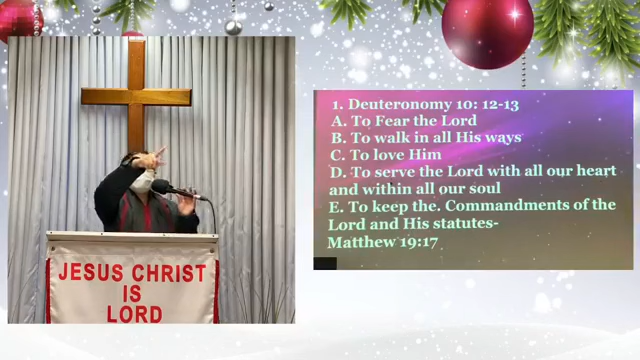 JESUS CHRIST
IS
LORD
1. Deuteronomy 10: 12-13
A. To Fear the Lord
B. To walk in all His ways
C. To love Him
D. To serve the Lord with all our heart
and within all our soul
E. To keep the. Commandments of the
Lord and His statutes-
Matthew 19:17